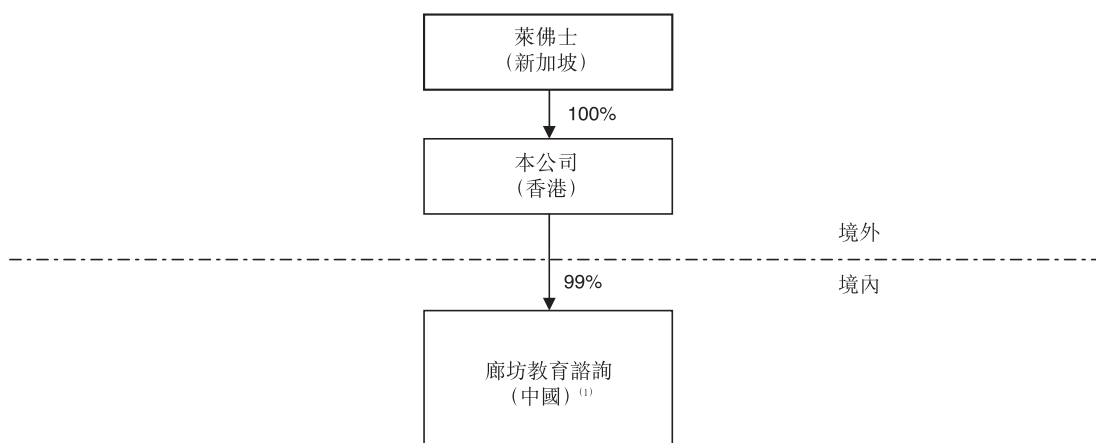 萊佛士
(新加坡)
100%
本公司
(香港)
境外
99%
境內
廊坊教育諮詢
(中國)(1)